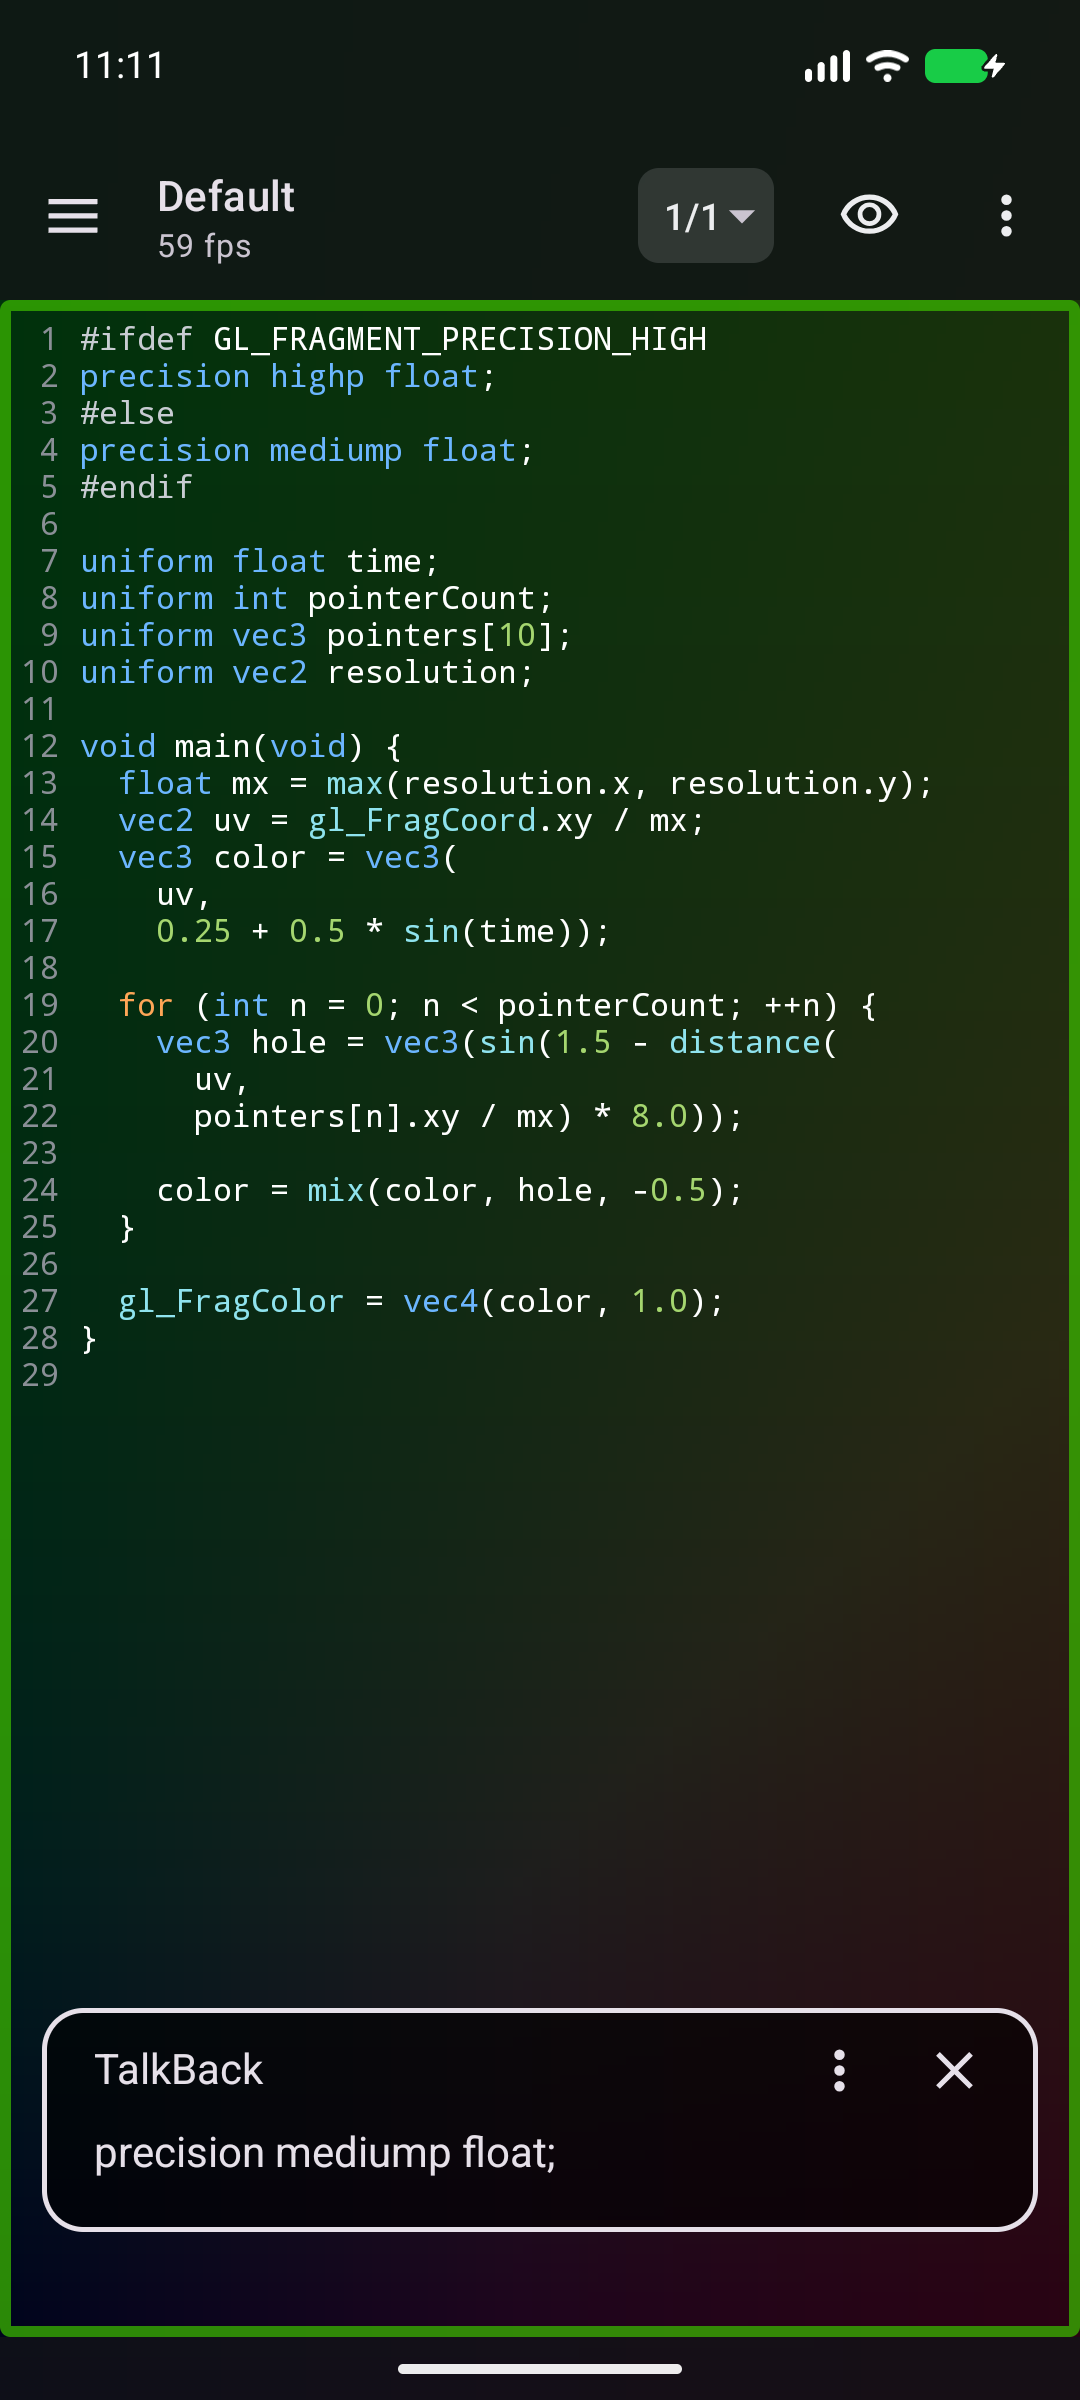 11:11
Default
59 fps
1/1
1 #ifdef GL_FRAGMENT_PRECISION_HIGH
2 precision highp float;
3 #else
4 precision mediump float;
5 #endif
6
7 uniform float time;
8 uniform int pointerCount;
9 uniform vec3 pointers[10];
10 uniform vec2 resolution;
11
12 void main(void) {
13   float mx = max(resolution.x, resolution.y);
14   vec2 uv = gl_FragCoord.xy / mx;
15   vec3 color = vec3(
16     uv,
17     0.25 + 0.5 * sin(time));
18
19   for (int n = 0; n < pointerCount; ++n) {
20     vec3 hole = vec3(sin(1.5 - distance(
21       uv,
22       pointers[n].xy / mx) * 8.0));
23
24     color = mix(color, hole, -0.5);
25   }
26
27   gl_FragColor = vec4(color, 1.0);
28 }
29
TalkBack
precision mediump float;